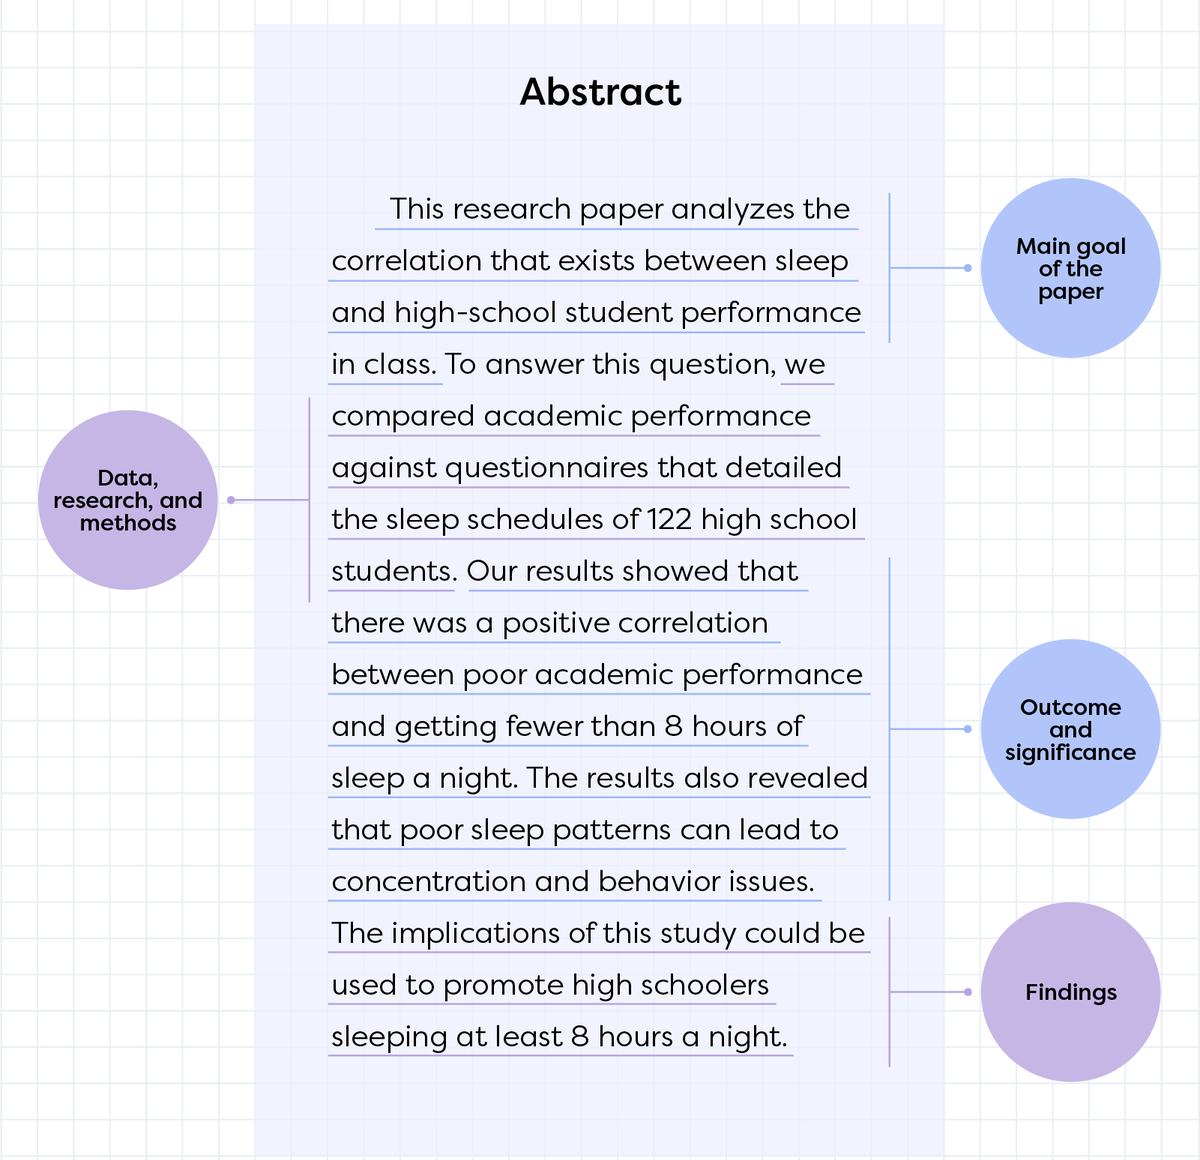 Abstract
This research paper analyzes the
correlation that exists between sleep
and high-school student performance
in class. To answer this question, we
compared academic performance
against questionnaires that detailed
the sleep schedules of 122 high school
students. Our results showed that
there was a positive correlation
between poor academic performance
and getting fewer than 8 hours of
sleep a night. The results also revealed
that poor sleep patterns can lead to
concentration and behavior issues.
The implications of this study could be
used to promote high schoolers
sleeping at least 8 hours a night.
Main goal
of the
paper
Data,
research, and
methods
Outcome
and
significance
Findings